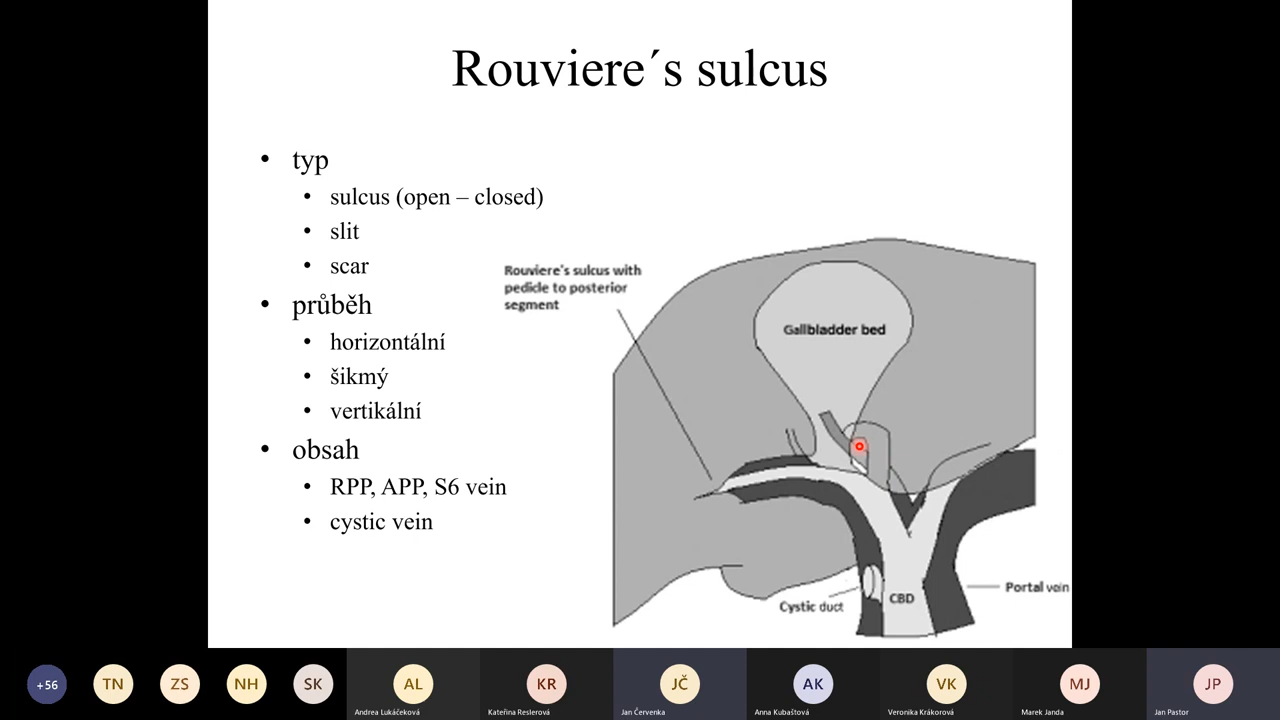 Rouviere´s sulcus
• typ
• sulcus (open – closed)
• slit
• scar
• průběh
• horizontální
• šikmý
• vertikální
• obsah
• RPP, APP, S6 vein
• cystic vein
Rouviere's sulcus with
pedicle to posterior
segment
Gallbladder bed
Cystic duct
CBD
Portal vein
+56
TN
ZS
NH
SK
AL
Andrea Lukáčeková
KR
Kateřina Reslerová
JČ
Jan Červenka
AK
Anna Kubaštová
VK
Veronika Krákorová
MJ
Marek Janda
JP
Jan Pastor